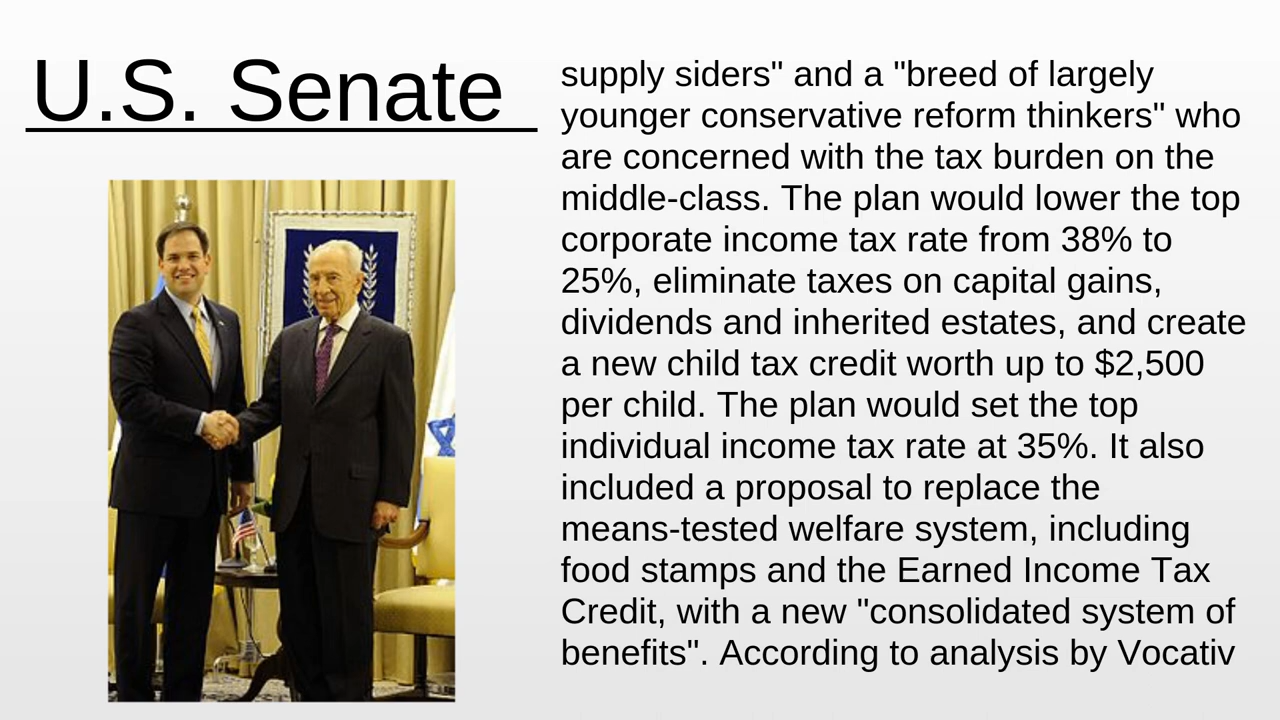 U.S. Senate
supply siders" and a "breed of largely
younger conservative reform thinkers" who
are concerned with the tax burden on the
middle-class. The plan would lower the top
corporate income tax rate from 38% to
25%, eliminate taxes on capital gains,
dividends and inherited estates, and create
a new child tax credit worth up to $2,500
per child. The plan would set the top
individual income tax rate at 35%. It also
included a proposal to replace the
means-tested welfare system, including
food stamps and the Earned Income Tax
Credit, with a new "consolidated system of
benefits". According to analysis by Vocativ